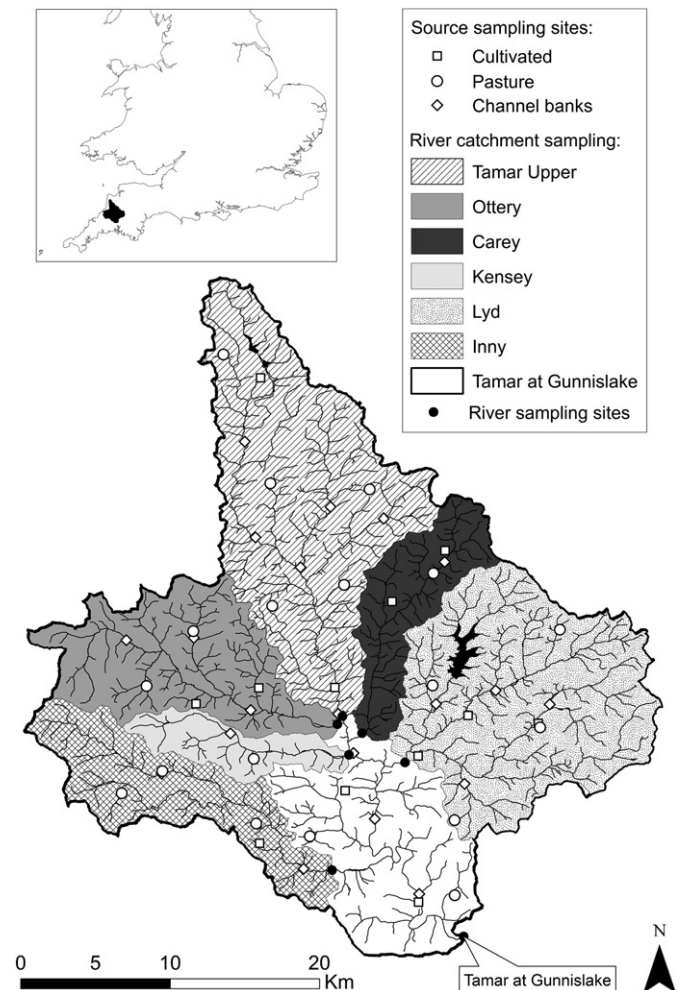 Source sampling sites:
Cultivated
Pasture
Channel banks
River catchment sampling:
Tamar Upper
Ottery
Carey
Kensey
Lyd
Inny
Tamar at Gunnislake
River sampling sites
N
0 5 10 20
Km
Tamar at Gunnislake